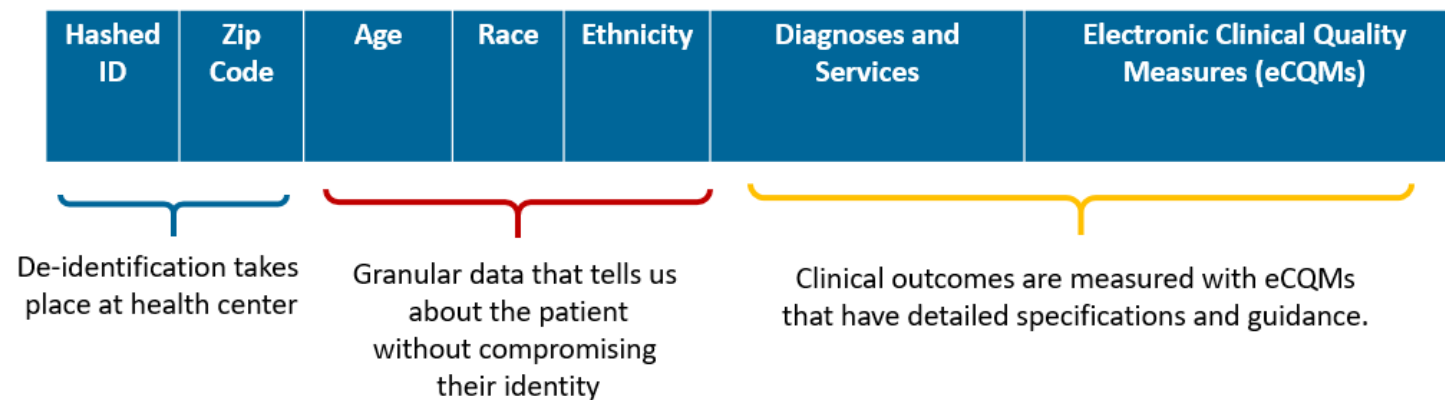 Hashed
ID
Zip
Code
Age
Race
Ethnicity
Diagnoses and
Services
Electronic Clinical Quality
Measures (eCQMs)
De-identification takes
place at health center
Granular data that tells us
about the patient
without compromising
their identity
Clinical outcomes are measured with eCQMs
that have detailed specifications and guidance.